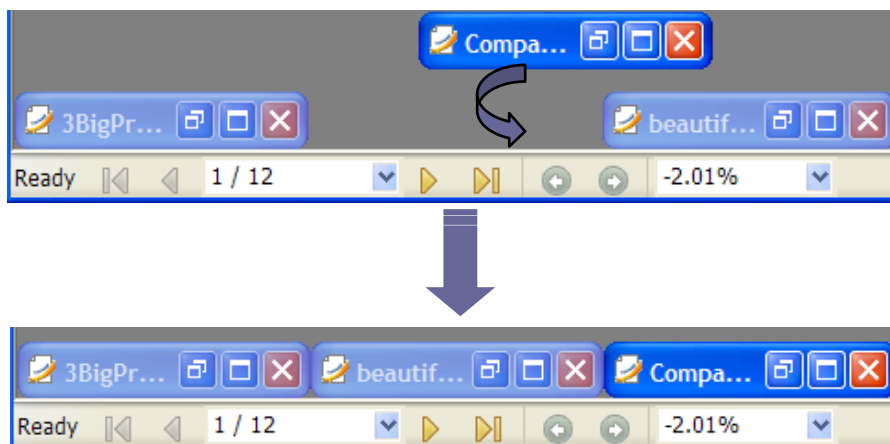 Compa...
3BigPr... beautif...
Ready 1 / 12 -2.01%
3BigPr... beautif... Compa...
Ready 1 / 12 -2.01%